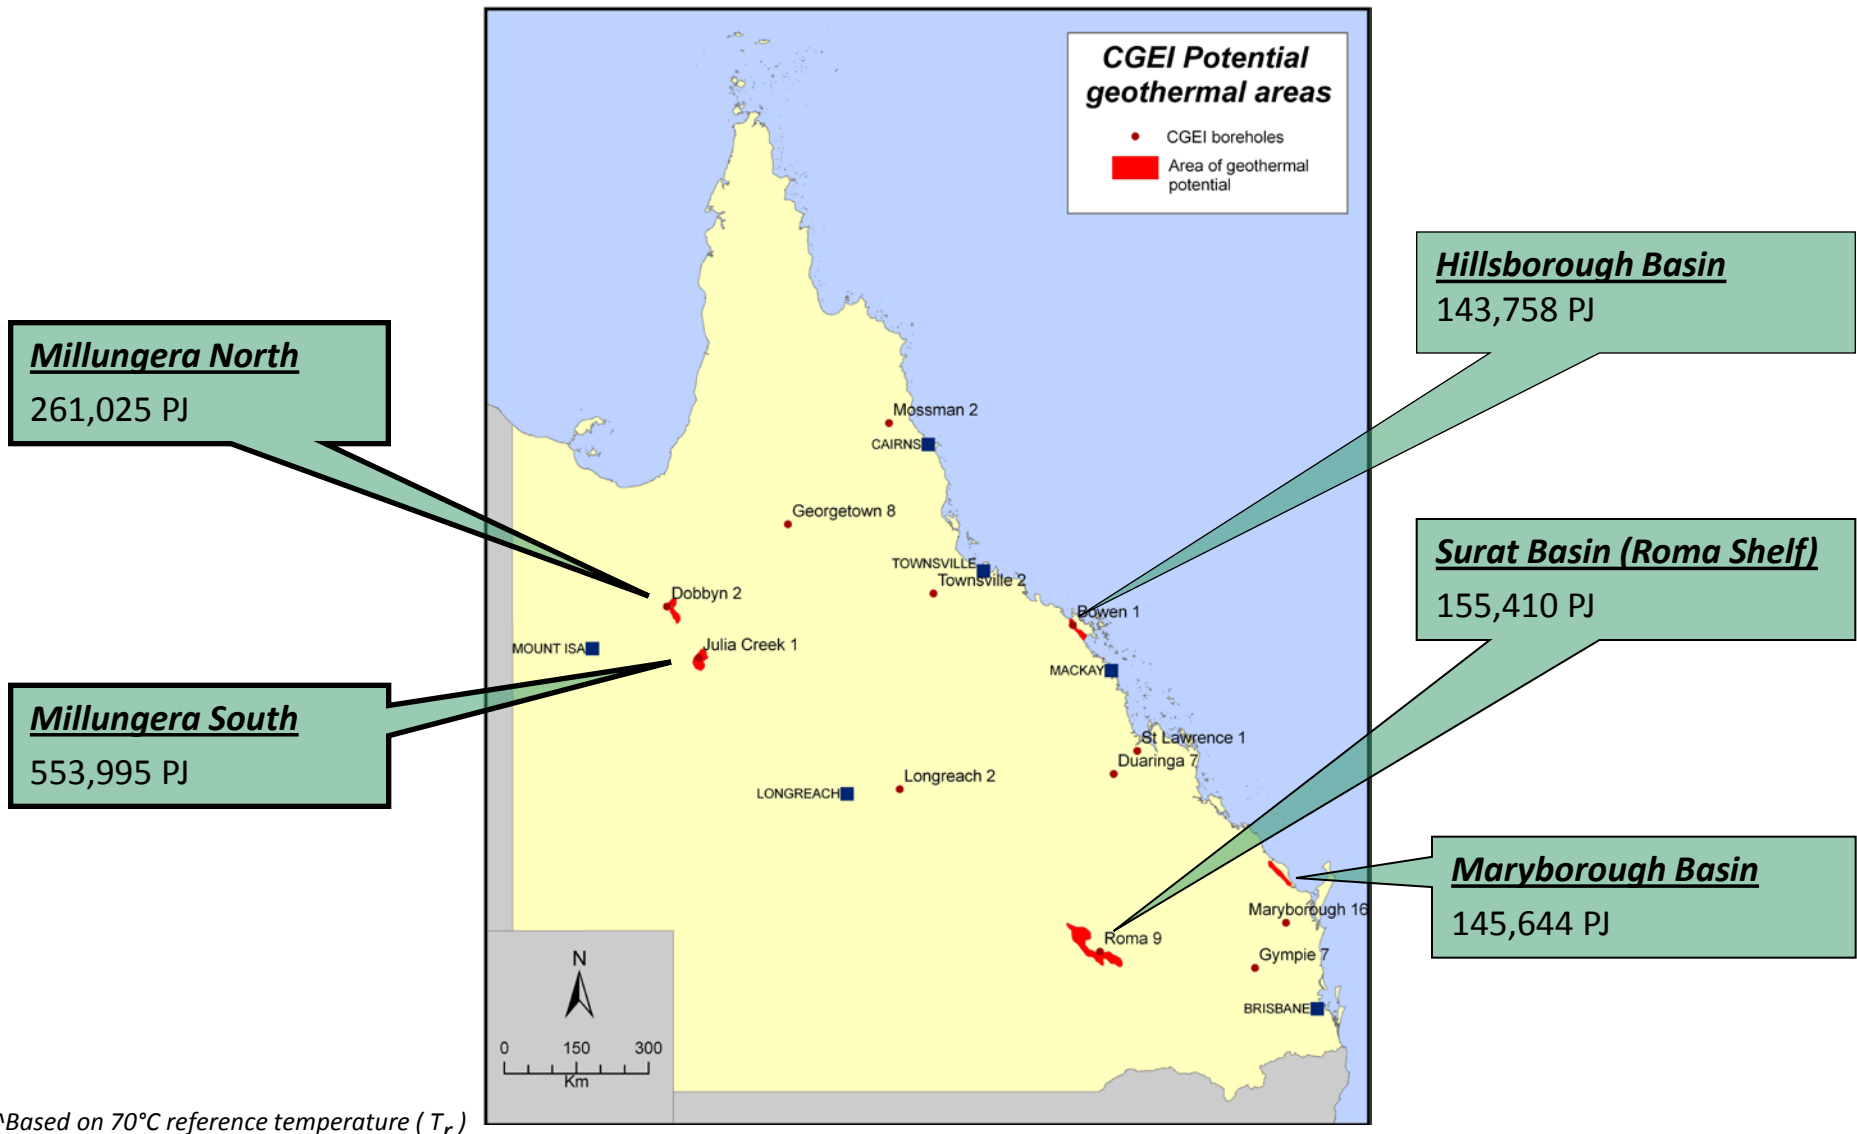 CGEI Potential
geothermal areas
CGEI boreholes
Area of geothermal
potential
Hillsborough Basin
143,758 PJ
Millungera North
261,025 PJ
Mossman 2
CAIRNS
Georgetown 8
Surat Basin (Roma Shelf)
155,410 PJ
TOWNSVILLE
Townsville 2
Dobbyn 2
Bowen 1
MOUNT ISA
Julia Creek 1
MACKAY
Millungera South
553,995 PJ
St Lawrence 1
Duaringa 7
Longreach 2
LONGREACH
Maryborough Basin
145,644 PJ
Maryborough 16
Roma 9
Gympie 7
BRISBANE
N
0 150 300
Km
^Based on 70°C reference temperature ( Tr )